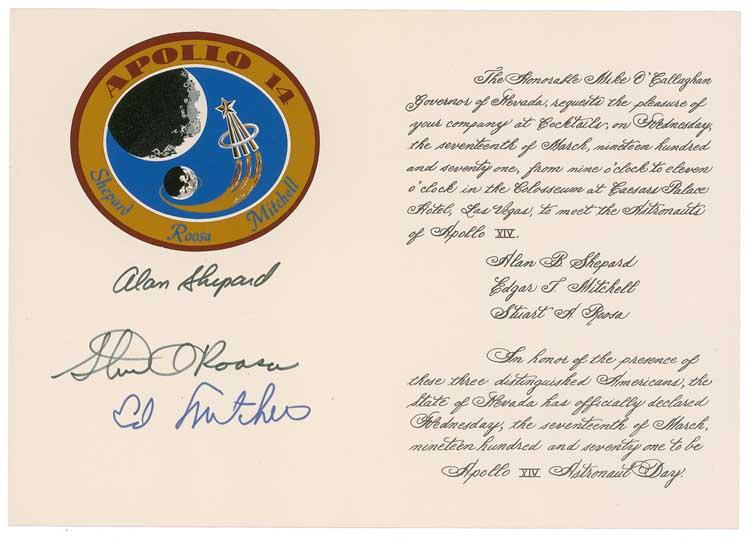 APOLLO 14
Shepard
Roosa
Mitchell
Alan Shepard
Stuart A Roosa
Ed Mitchell
The Honorable Mike O'Callaghan
Governor of Nevada, requests the pleasure of
your company at Cocktails, on Wednesday,
the seventeenth of March, nineteen hundred
and seventy one, from nine o'clock to eleven
o'clock in the Colosseum at Caesars Palace
Hotel, Las Vegas, to meet the Astronauts
of Apollo XIV.
Alan B. Shepard
Edgar T. Mitchell
Stuart A. Roosa
In honor of the presence of
these three distinguished Americans, the
State of Nevada has officially declared
Wednesday, the seventeenth of March,
nineteen hundred and seventy one to be
Apollo XIV Astronaut Day.